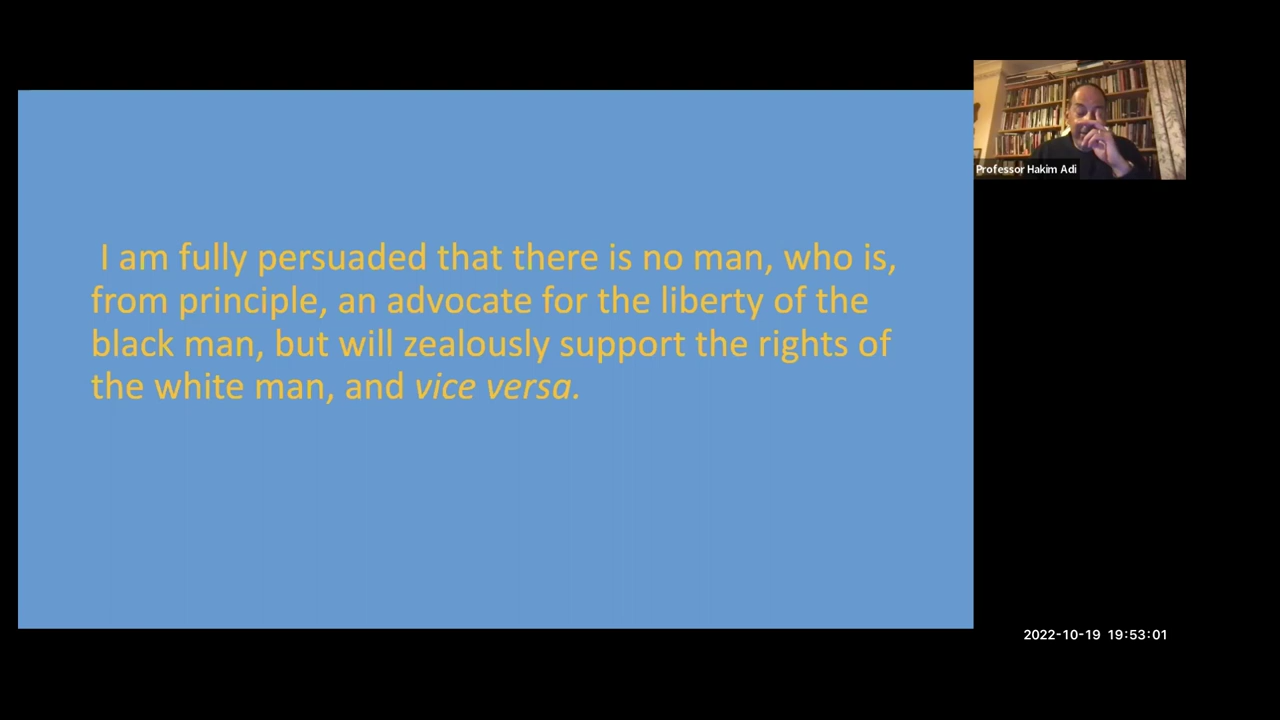 I am fully persuaded that there is no man, who is,
from principle, an advocate for the liberty of the
black man, but will zealously support the rights of
the white man, and vice versa.
Professor Hakim Adi
2022-10-19 19:53:01